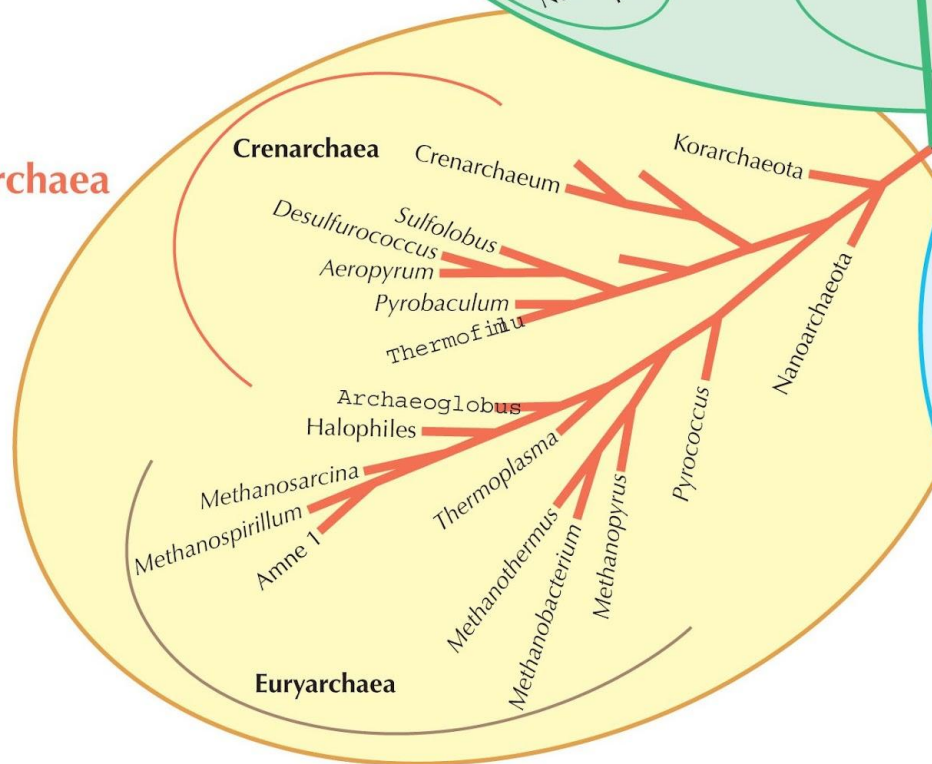 rchaea
Crenarchaea
Crenarchaeum
Korarchaeota
Desulfurococcus
Sulfolobus
Aeropyrum
Pyrobaculum
Nanoarchaeota
Archaeoglobus
Halophiles
Methanosarcina
Methanospirillum
Amne 1
Thermoplasma
Pyrococcus
Methanothermus
Methanobacterium
Methanopyrus
Euryarchaea